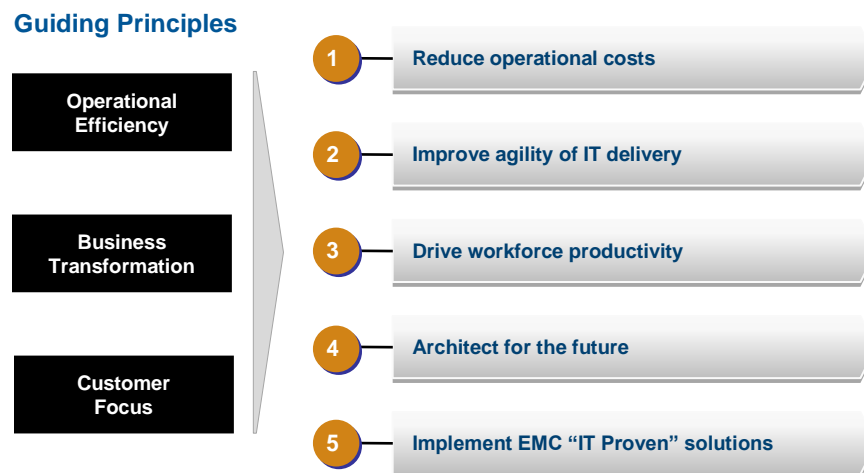 Guiding Principles
Operational
Efficiency
Business
Transformation
Customer
Focus
1
Reduce operational costs
2
Improve agility of IT delivery
3
Drive workforce productivity
4
Architect for the future
5
Implement EMC “IT Proven” solutions